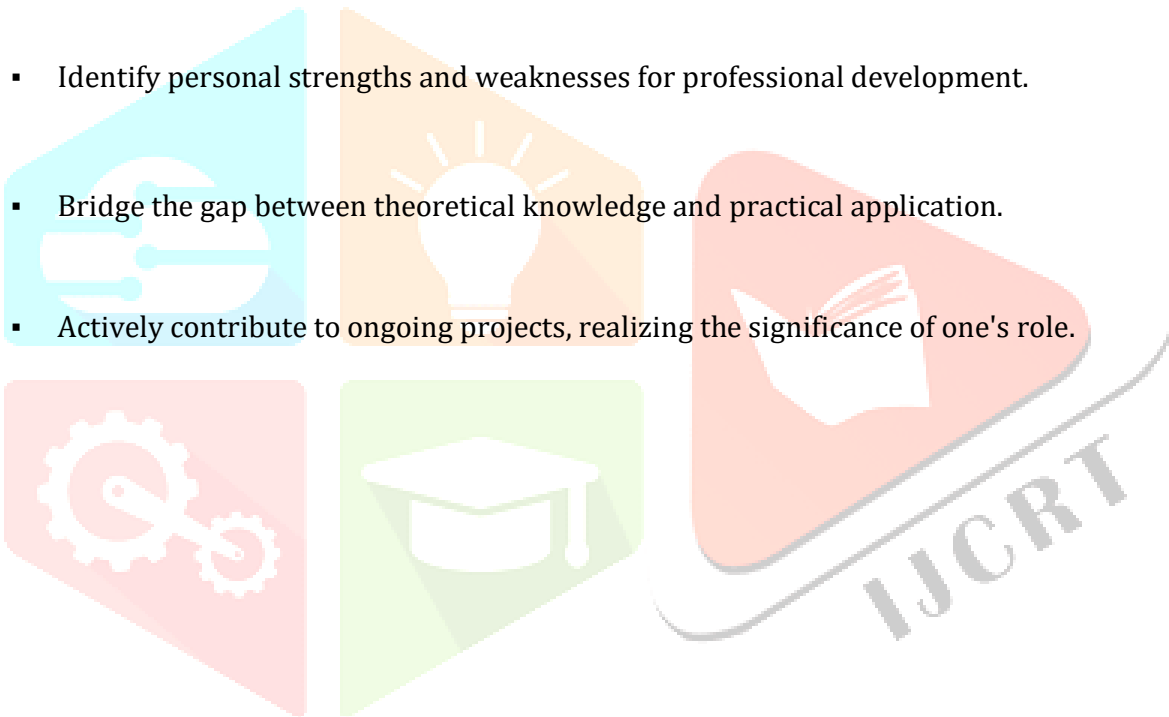 ▪ Identify personal strengths and weaknesses for professional development.
▪ Bridge the gap between theoretical knowledge and practical application.
▪ Actively contribute to ongoing projects, realizing the significance of one's role.
IJCRT